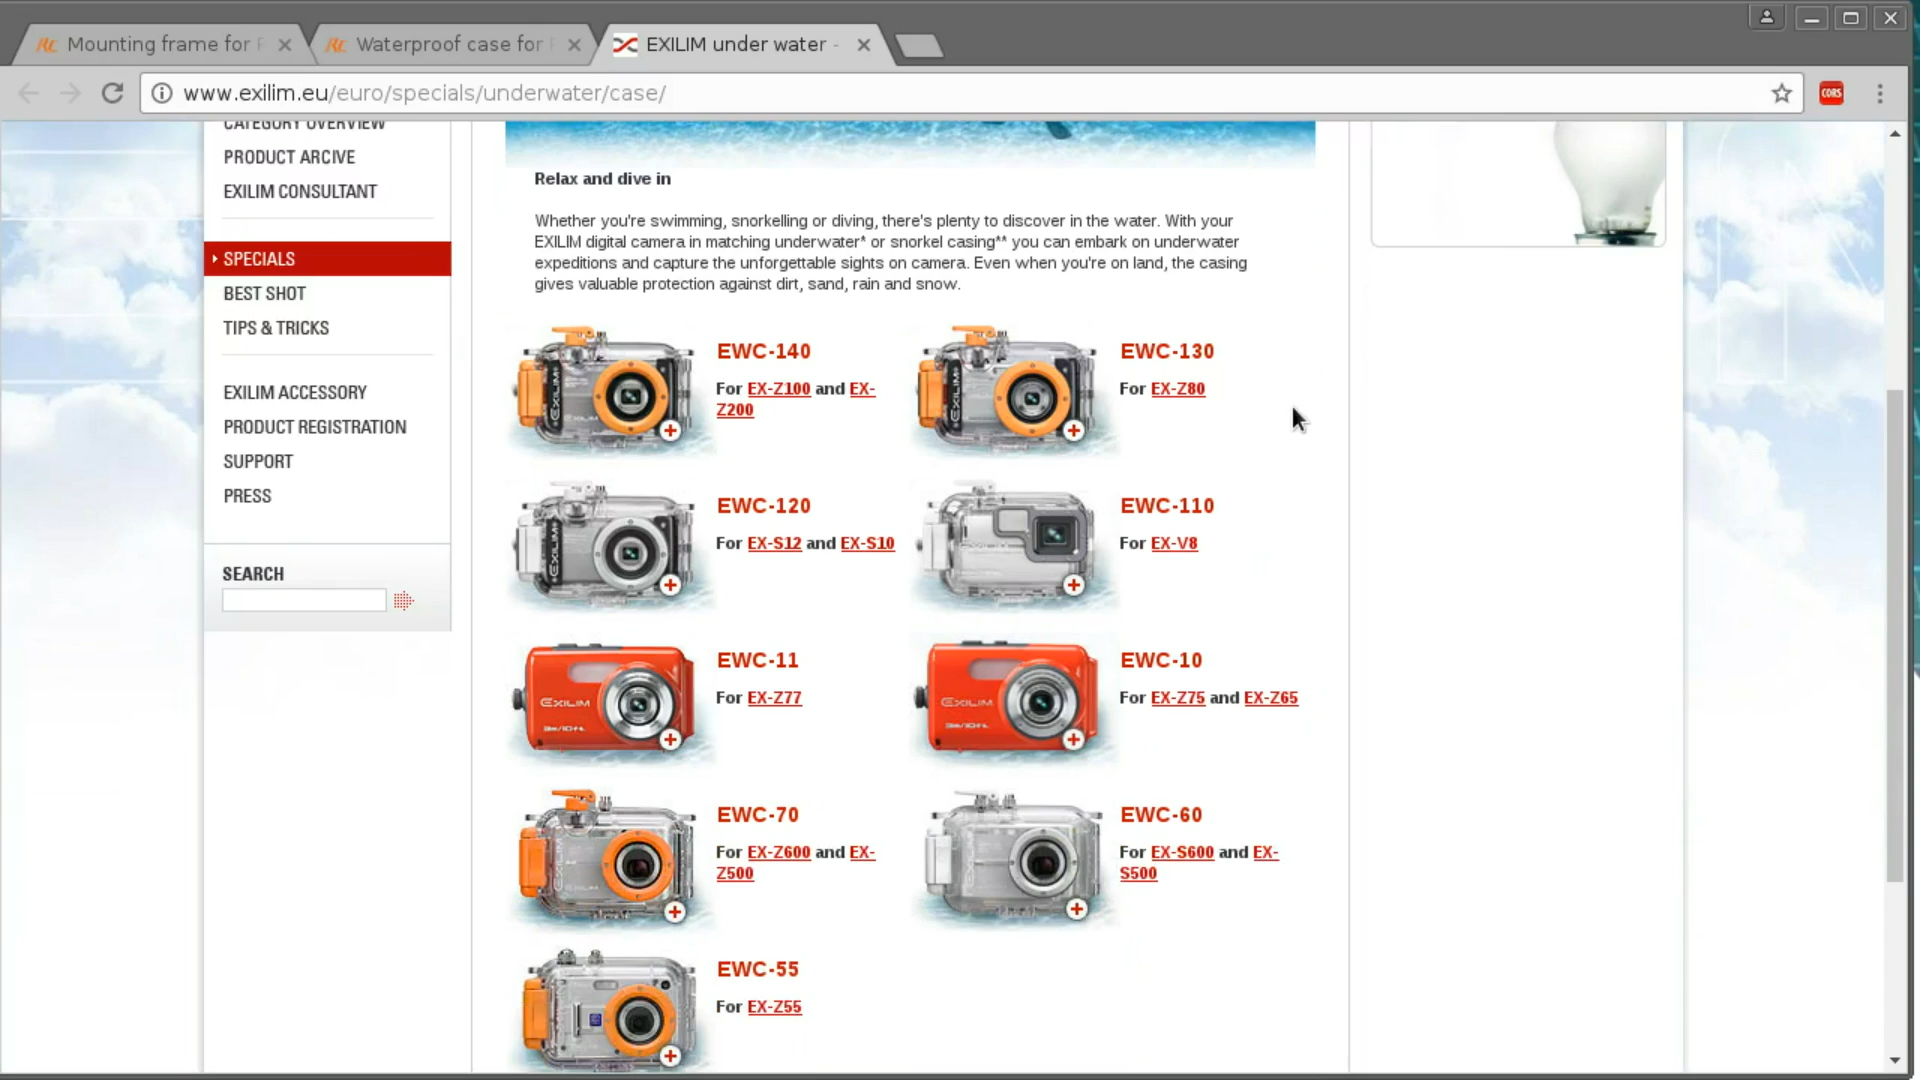 Mounting frame for
Waterproof case for
EXILIM under water -
www.exilim.eu/euro/specials/underwater/case/
CORS
CATEGORY OVERVIEW
PRODUCT ARCIVE
EXILIM CONSULTANT
SPECIALS
BEST SHOT
TIPS & TRICKS
EXILIM ACCESSORY
PRODUCT REGISTRATION
SUPPORT
PRESS
SEARCH
Relax and dive in
Whether you're swimming, snorkelling or diving, there's plenty to discover in the water. With your
EXILIM digital camera in matching underwater* or snorkel casing** you can embark on underwater
expeditions and capture the unforgettable sights on camera. Even when you're on land, the casing
gives valuable protection against dirt, sand, rain and snow.
EWC-140
For EX-Z100 and EX-
Z200
EWC-130
For EX-Z80
EWC-120
For EX-S12 and EX-S10
EWC-110
For EX-V8
EWC-11
For EX-Z77
EXILIM
3m/10ft.
EWC-10
For EX-Z75 and EX-Z65
EXILIM
3m/10ft.
EWC-70
For EX-Z600 and EX-
Z500
EWC-60
For EX-S600 and EX-
S500
EWC-55
For EX-Z55